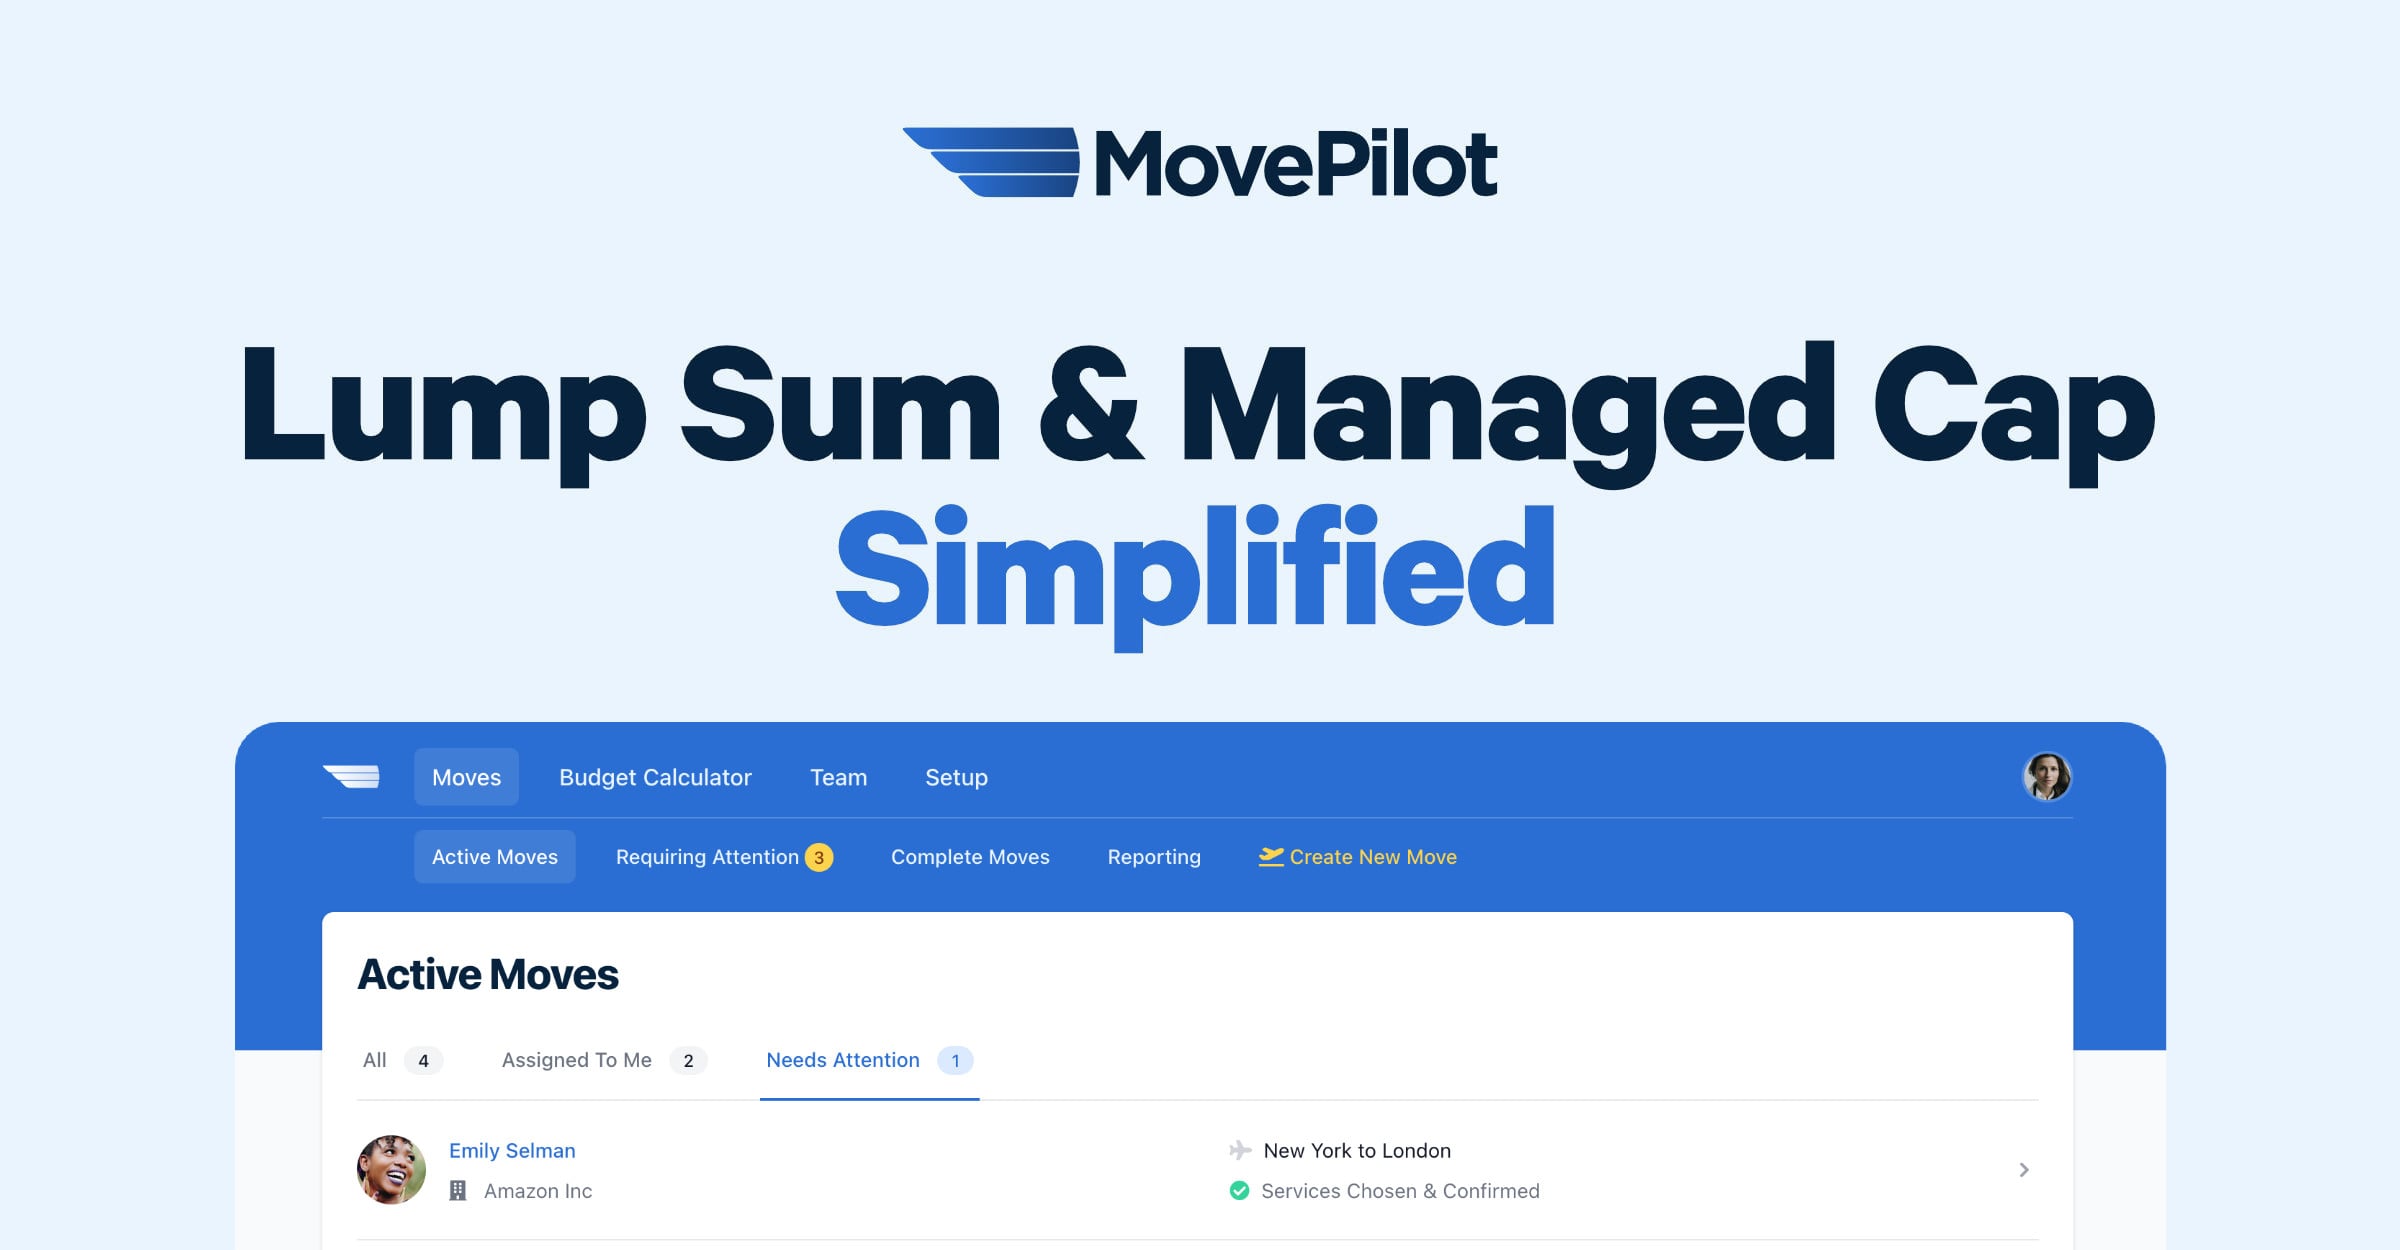 MovePilot
Lump Sum & Managed Cap
Simplified
Moves Budget Calculator Team Setup
Active Moves Requiring Attention 3 Complete Moves Reporting Create New Move
Active Moves
All 4 Assigned To Me 2 Needs Attention 1
Emily Selman New York to London
Amazon Inc Services Chosen & Confirmed